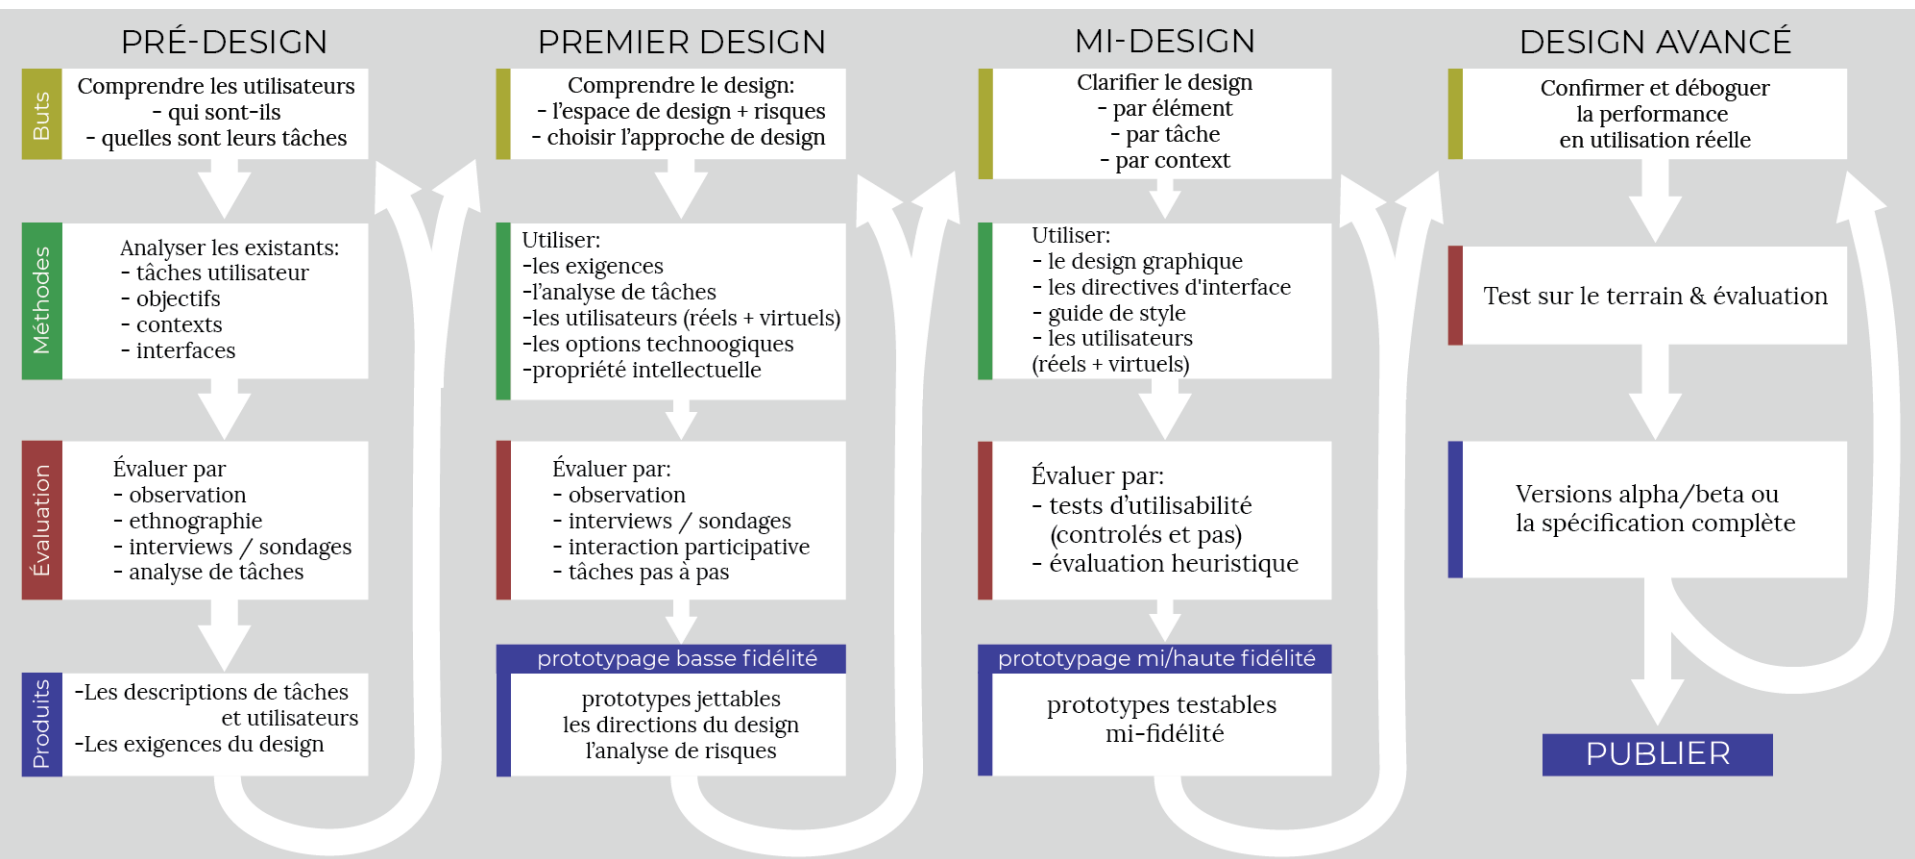 PRÉ-DESIGN
Buts
Comprendre les utilisateurs
- qui sont-ils
- quelles sont leurs tâches
Méthodes
Analyser les existants:
- tâches utilisateur
- objectifs
- contexts
- interfaces
Évaluation
Évaluer par
- observation
- ethnographie
- interviews / sondages
- analyse de tâches
Produits
-Les descriptions de tâches
et utilisateurs
-Les exigences du design
PREMIER DESIGN
Comprendre le design:
- l'espace de design + risques
- choisir l'approche de design
Utiliser:
-les exigences
-l'analyse de tâches
-les utilisateurs (réels + virtuels)
-les options technoogiques
-propriété intellectuelle
Évaluer par:
- observation
- interviews / sondages
- interaction participative
- tâches pas à pas
prototypage basse fidélité
prototypes jettables
les directions du design
l'analyse de risques
MI-DESIGN
Clarifier le design
- par élément
- par tâche
- par context
Utiliser:
- le design graphique
- les directives d'interface
- guide de style
- les utilisateurs
(réels + virtuels)
Évaluer par:
- tests d'utilisabilité
(controlés et pas)
- évaluation heuristique
prototypage mi/haute fidélité
prototypes testables
mi-fidélité
DESIGN AVANCÉ
Confirmer et déboguer
la performance
en utilisation réelle
Test sur le terrain & évaluation
Versions alpha/beta ou
la spécification complète
PUBLIER